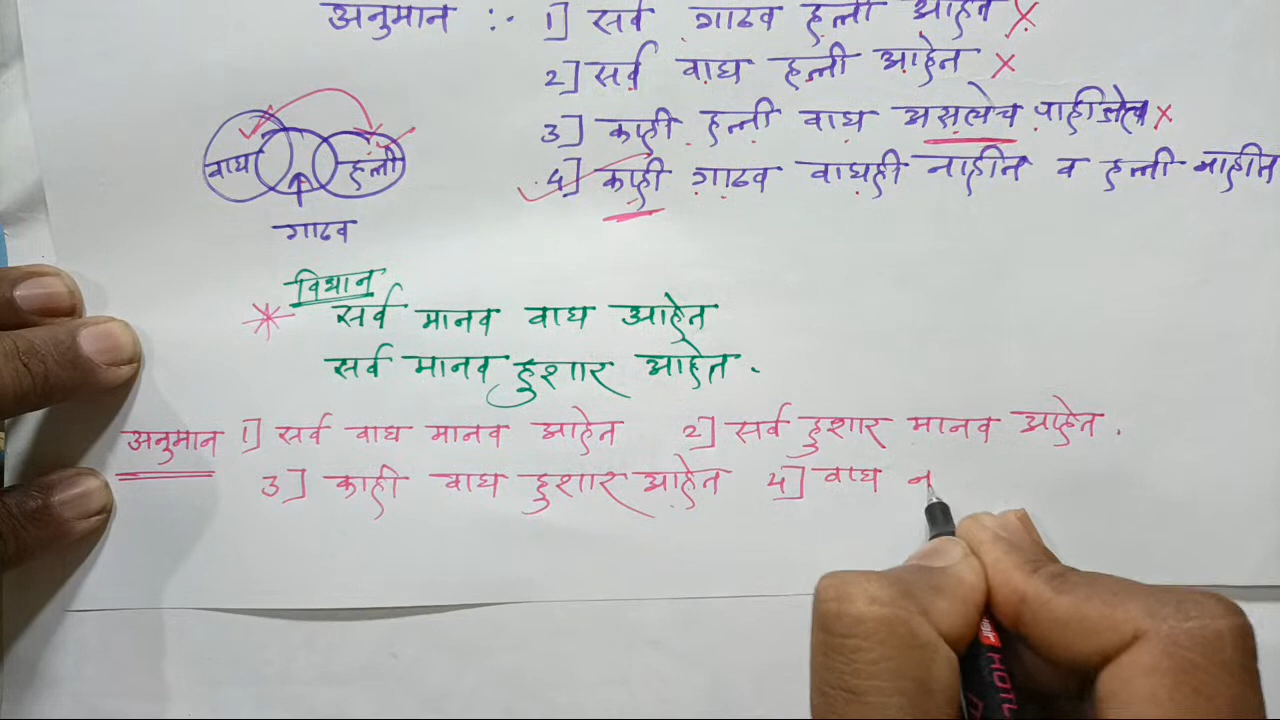 अनुमान :- 1] सर्व गाढव हत्ती आहेत ×
2] सर्व वाघ हत्ती आहेत ×
3] काही हत्ती वाघ असलेच पाहीजेत ×
4] काही गाढव वाघही नाहीत व हत्ती नाहीत
वाघ हत्ती
गाढव
विधान
* सर्व मानव वाघ आहेत
सर्व मानव हुशार आहेत .
अनुमान 1] सर्व वाघ मानव आहेत 2] सर्व हुशार मानव आहेत .
3] काही वाघ हुशार आहेत 4] वाघ न